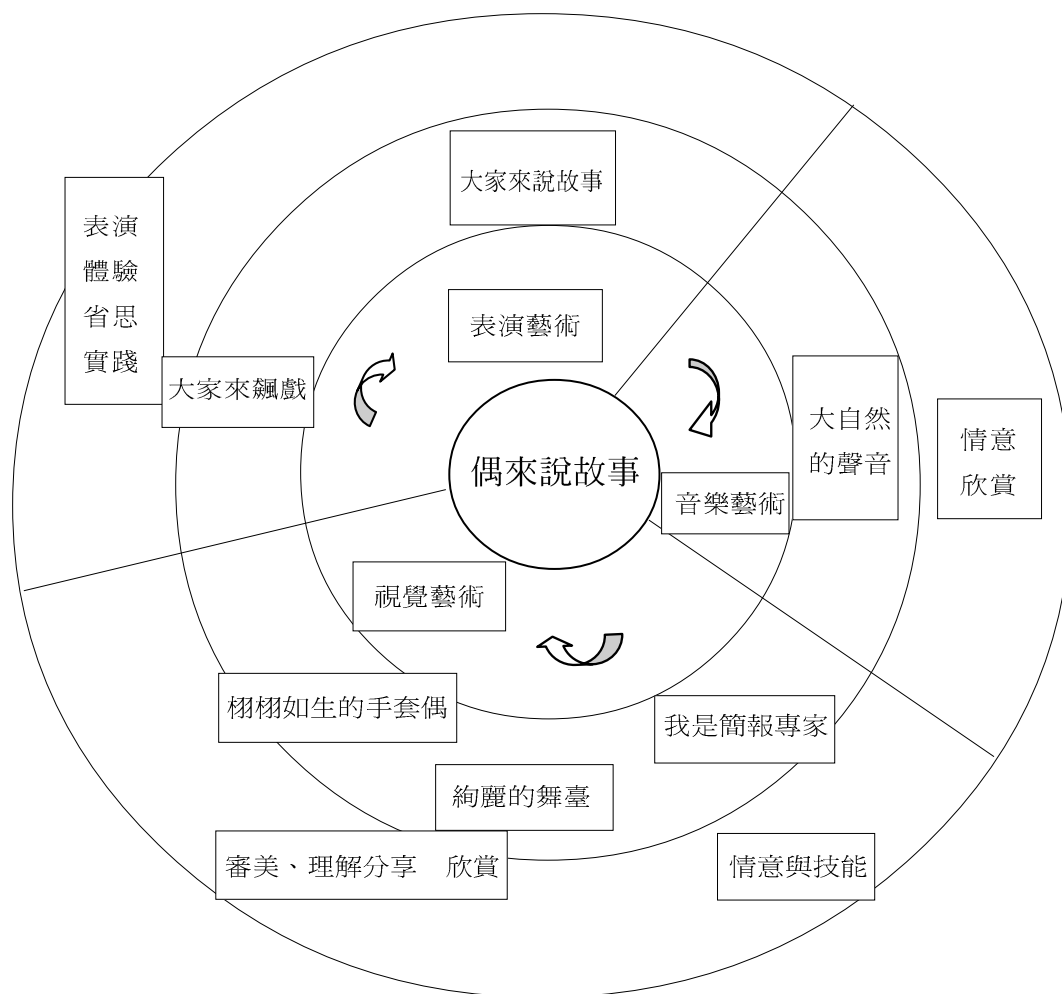 大家來說故事
表演
體驗
省思
實踐
表演藝術
大家來飆戲
大自然
的聲音
情意
欣賞
偶來說故事
音樂藝術
視覺藝術
栩栩如生的手套偶
我是簡報專家
絢麗的舞臺
審美、理解分享　欣賞
情意與技能